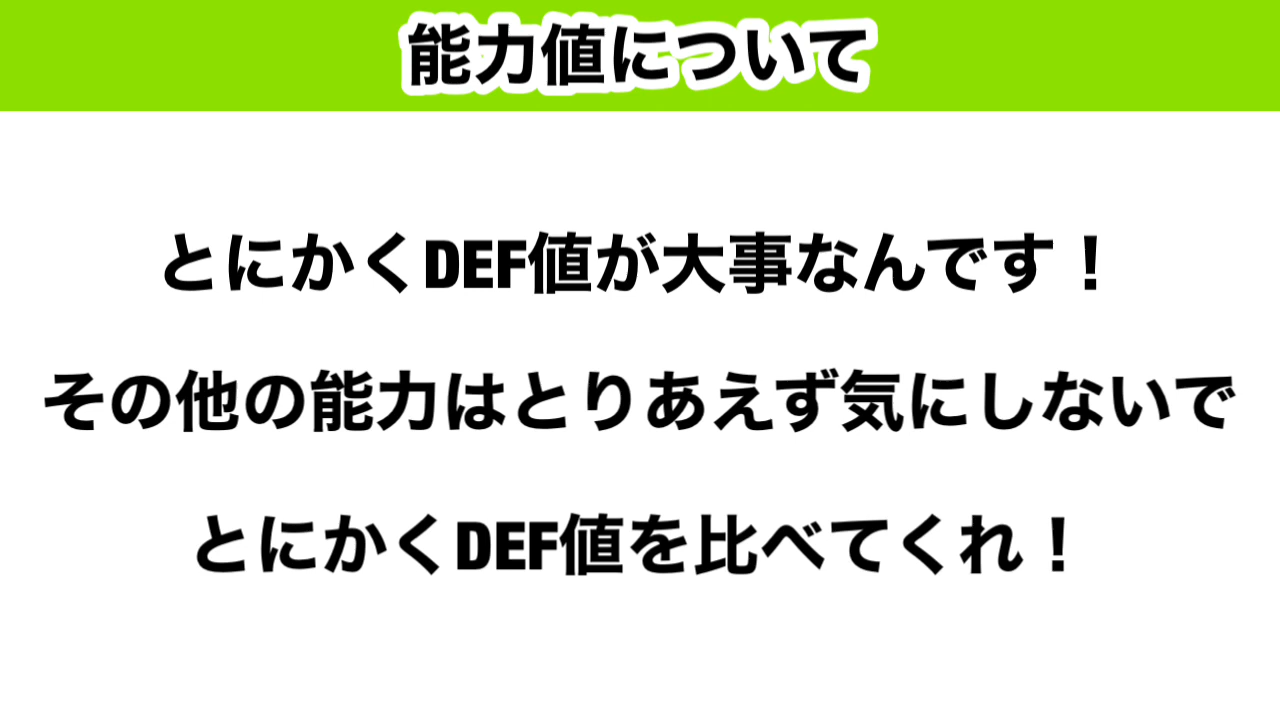 能力値について
とにかくDEF値が大事なんです！
その他の能力はとりあえず気にしないで
とにかくDEF値を比べてくれ！